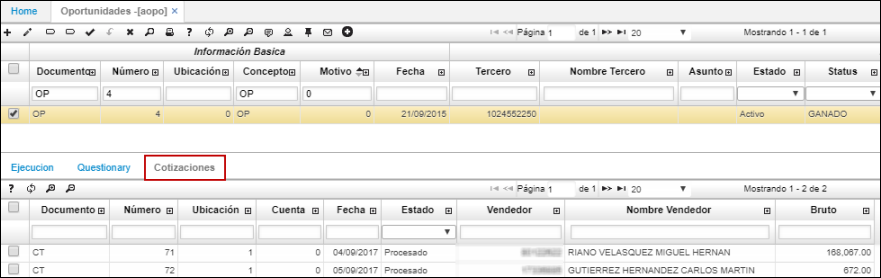 Home Oportunidades -[aopo] ×
Página 1 de 1 20 Mostrando 1 - 1 de 1
Información Basica
Documento Número Ubicación Concepto Motivo Fecha Tercero Nombre Tercero Asunto Estado Status
OP 4 OP 0
OP 4 0 OP 0 21/09/2015 1024552250 Activo GANADO
Ejecucion Questionary Cotizaciones
? Página 1 de 1 20 Mostrando 1 - 2 de 2
Documento Número Ubicación Cuenta Fecha Estado Vendedor Nombre Vendedor Bruto
CT 71 1 0 04/09/2017 Procesado RIANO VELASQUEZ MIGUEL HERNAN 168,067.00
CT 72 1 0 05/09/2017 Procesado GUTIERREZ HERNANDEZ CARLOS MARTIN 672.00